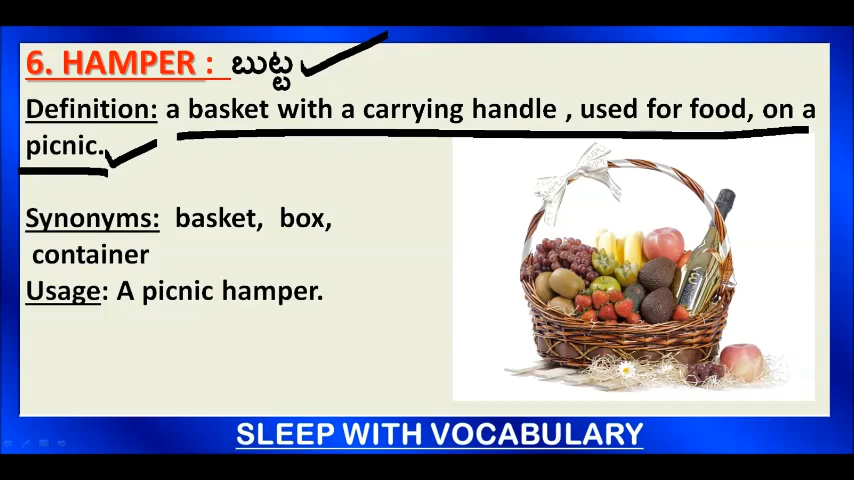 6. HAMPER : ಬುಟ್ಟಿ
Definition: a basket with a carrying handle , used for food, on a
picnic.
Synonyms: basket, box,
container
Usage: A picnic hamper.
SLEEP WITH VOCABULARY